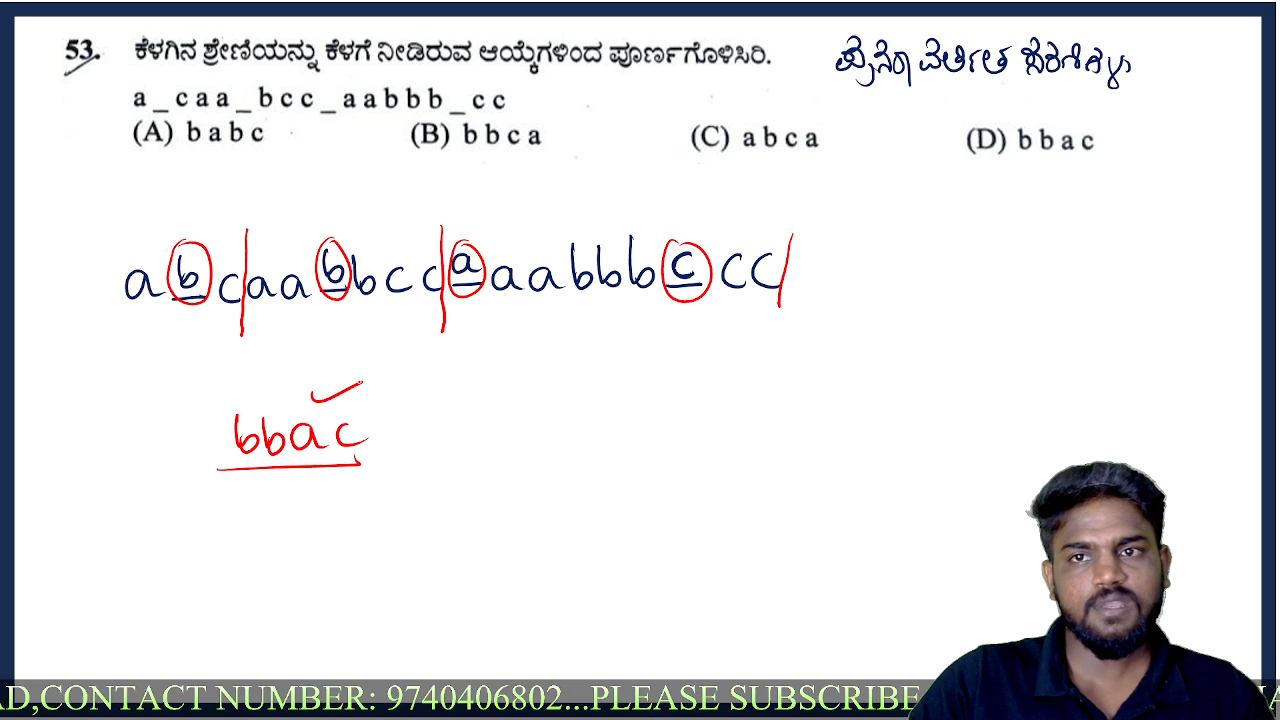 53. ಕೆಳಗಿನ ಶ್ರೇಣಿಯನ್ನು ಕೆಳಗೆ ನೀಡಿರುವ ಆಯ್ಕೆಗಳಿಂದ ಪೂರ್ಣಗೊಳಿಸಿರಿ.
a _ c a a _ b c c _ a a b b b _ c c
(A) b a b c (B) b b c a (C) a b c a (D) b b a c
a b c | a a b b c c | a a a b b b c c c |
b b a c
D,CONTACT NUMBER: 9740406802...PLEASE SUBSCRIBE